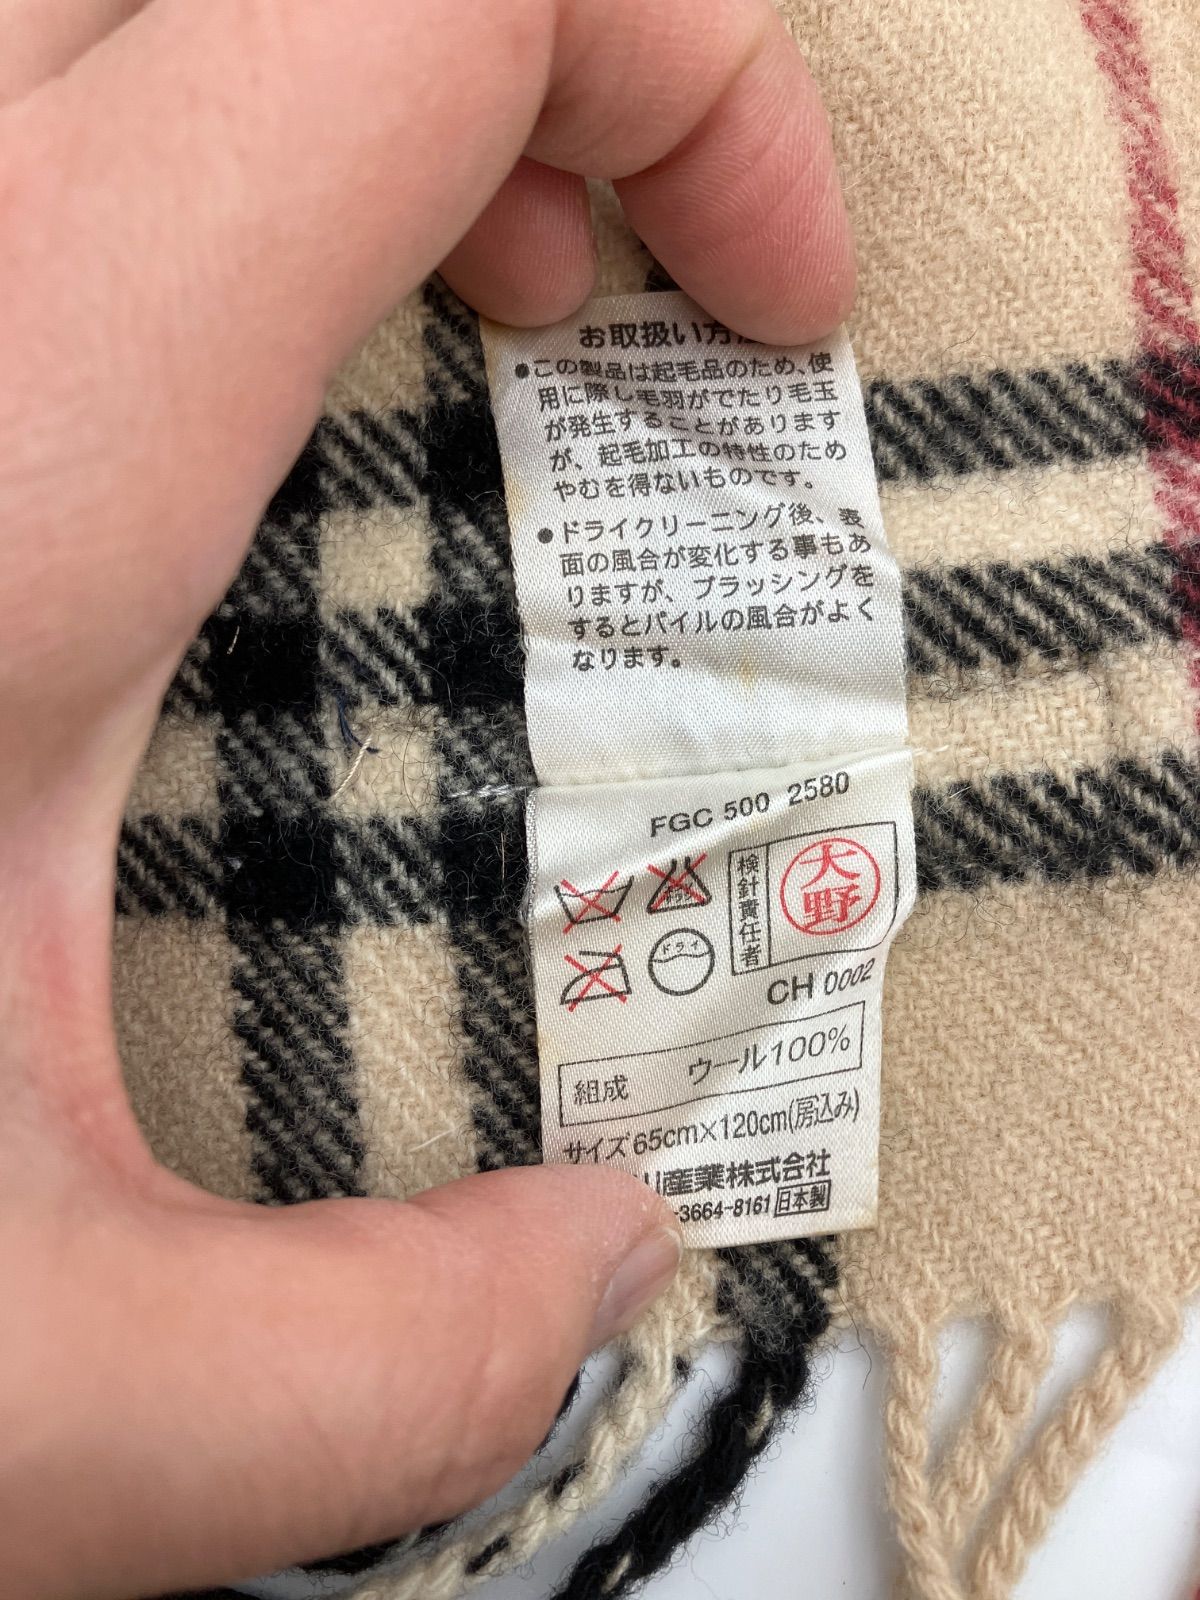 お取扱い方
●この製品は起毛品のため、使
用に際し毛羽がでたり毛玉
が発生することがあります
が、起毛加工の特性のため
やむを得ないものです。
●ドライクリーニング後、表
面の風合が変化する事もあ
りますが、ブラッシングを
するとパイルの風合がよく
なります。
FGC 500 2580
検針責任者
大野
ドライ
CH 0002
組成 ウール100%
サイズ 65cm×120cm(房込み)
産業株式会社
-3664-8161 日本製